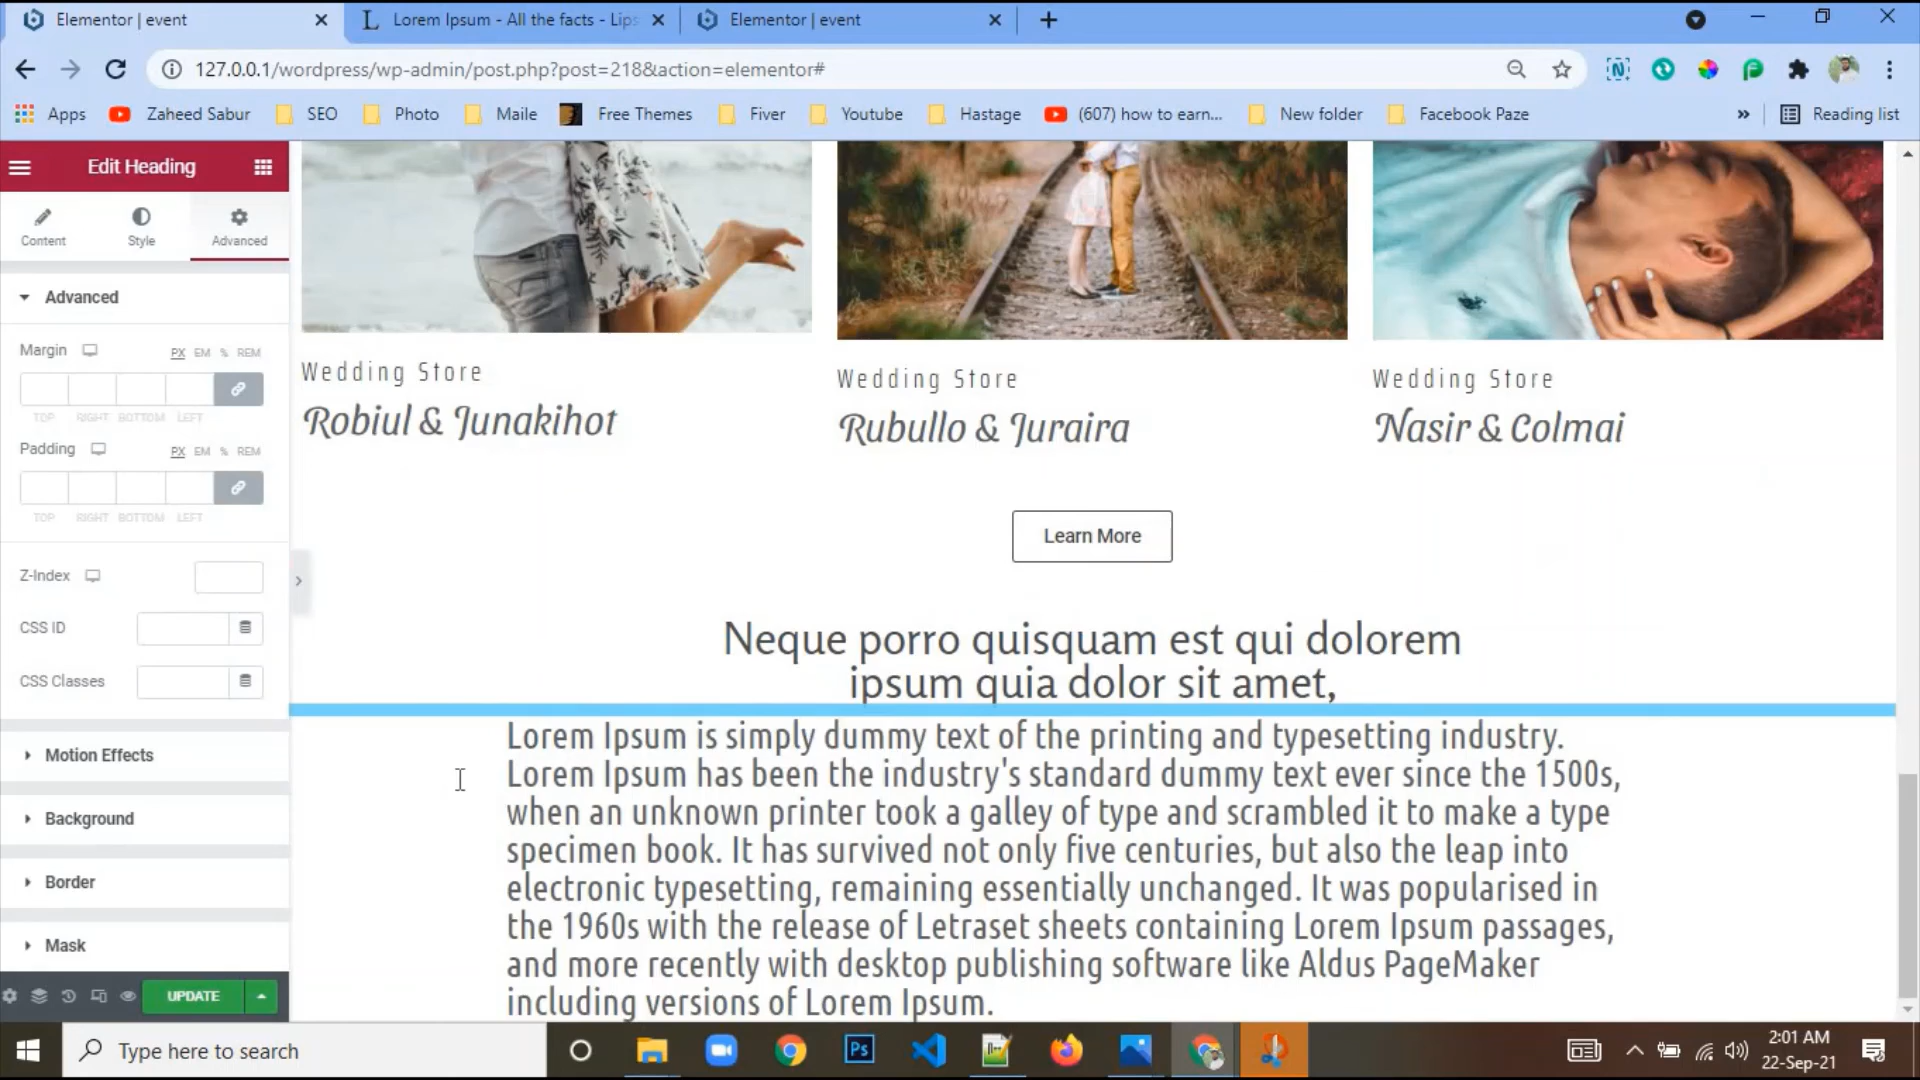 Elementor | event
Lorem Ipsum - All the facts - Lips
Elementor | event
127.0.0.1/wordpress/wp-admin/post.php?post=218&action=elementor#
Apps
Zaheed Sabur
SEO
Photo
Maile
Free Themes
Fiver
Youtube
Hastage
(607) how to earn...
New folder
Facebook Paze
»
Reading list
Edit Heading
Content
Style
Advanced
Advanced
Margin
PX EM % REM
TOP RIGHT BOTTOM LEFT
Padding
PX EM % REM
TOP RIGHT BOTTOM LEFT
Z-Index
CSS ID
CSS Classes
Motion Effects
Background
Border
Mask
UPDATE
Wedding Store
Robiul & Junakihot
Wedding Store
Rubullo & Juraira
Wedding Store
Nasir & Colmai
Learn More
Neque porro quisquam est qui dolorem
ipsum quia dolor sit amet,
Lorem Ipsum is simply dummy text of the printing and typesetting industry.
Lorem Ipsum has been the industry's standard dummy text ever since the 1500s,
when an unknown printer took a galley of type and scrambled it to make a type
specimen book. It has survived not only five centuries, but also the leap into
electronic typesetting, remaining essentially unchanged. It was popularised in
the 1960s with the release of Letraset sheets containing Lorem Ipsum passages,
and more recently with desktop publishing software like Aldus PageMaker
including versions of Lorem Ipsum.
Type here to search
Ps
2:01 AM
22-Sep-21